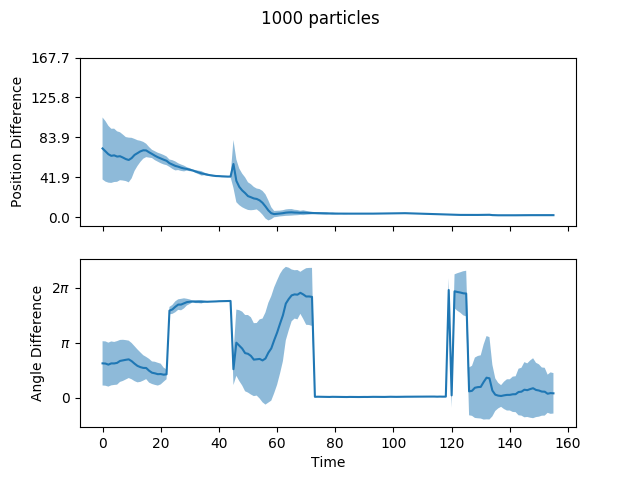 1000 particles
167.7
125.8
83.9
41.9
0.0
Position Difference
2π
π
0
Angle Difference
0 20 40 60 80 100 120 140 160
Time